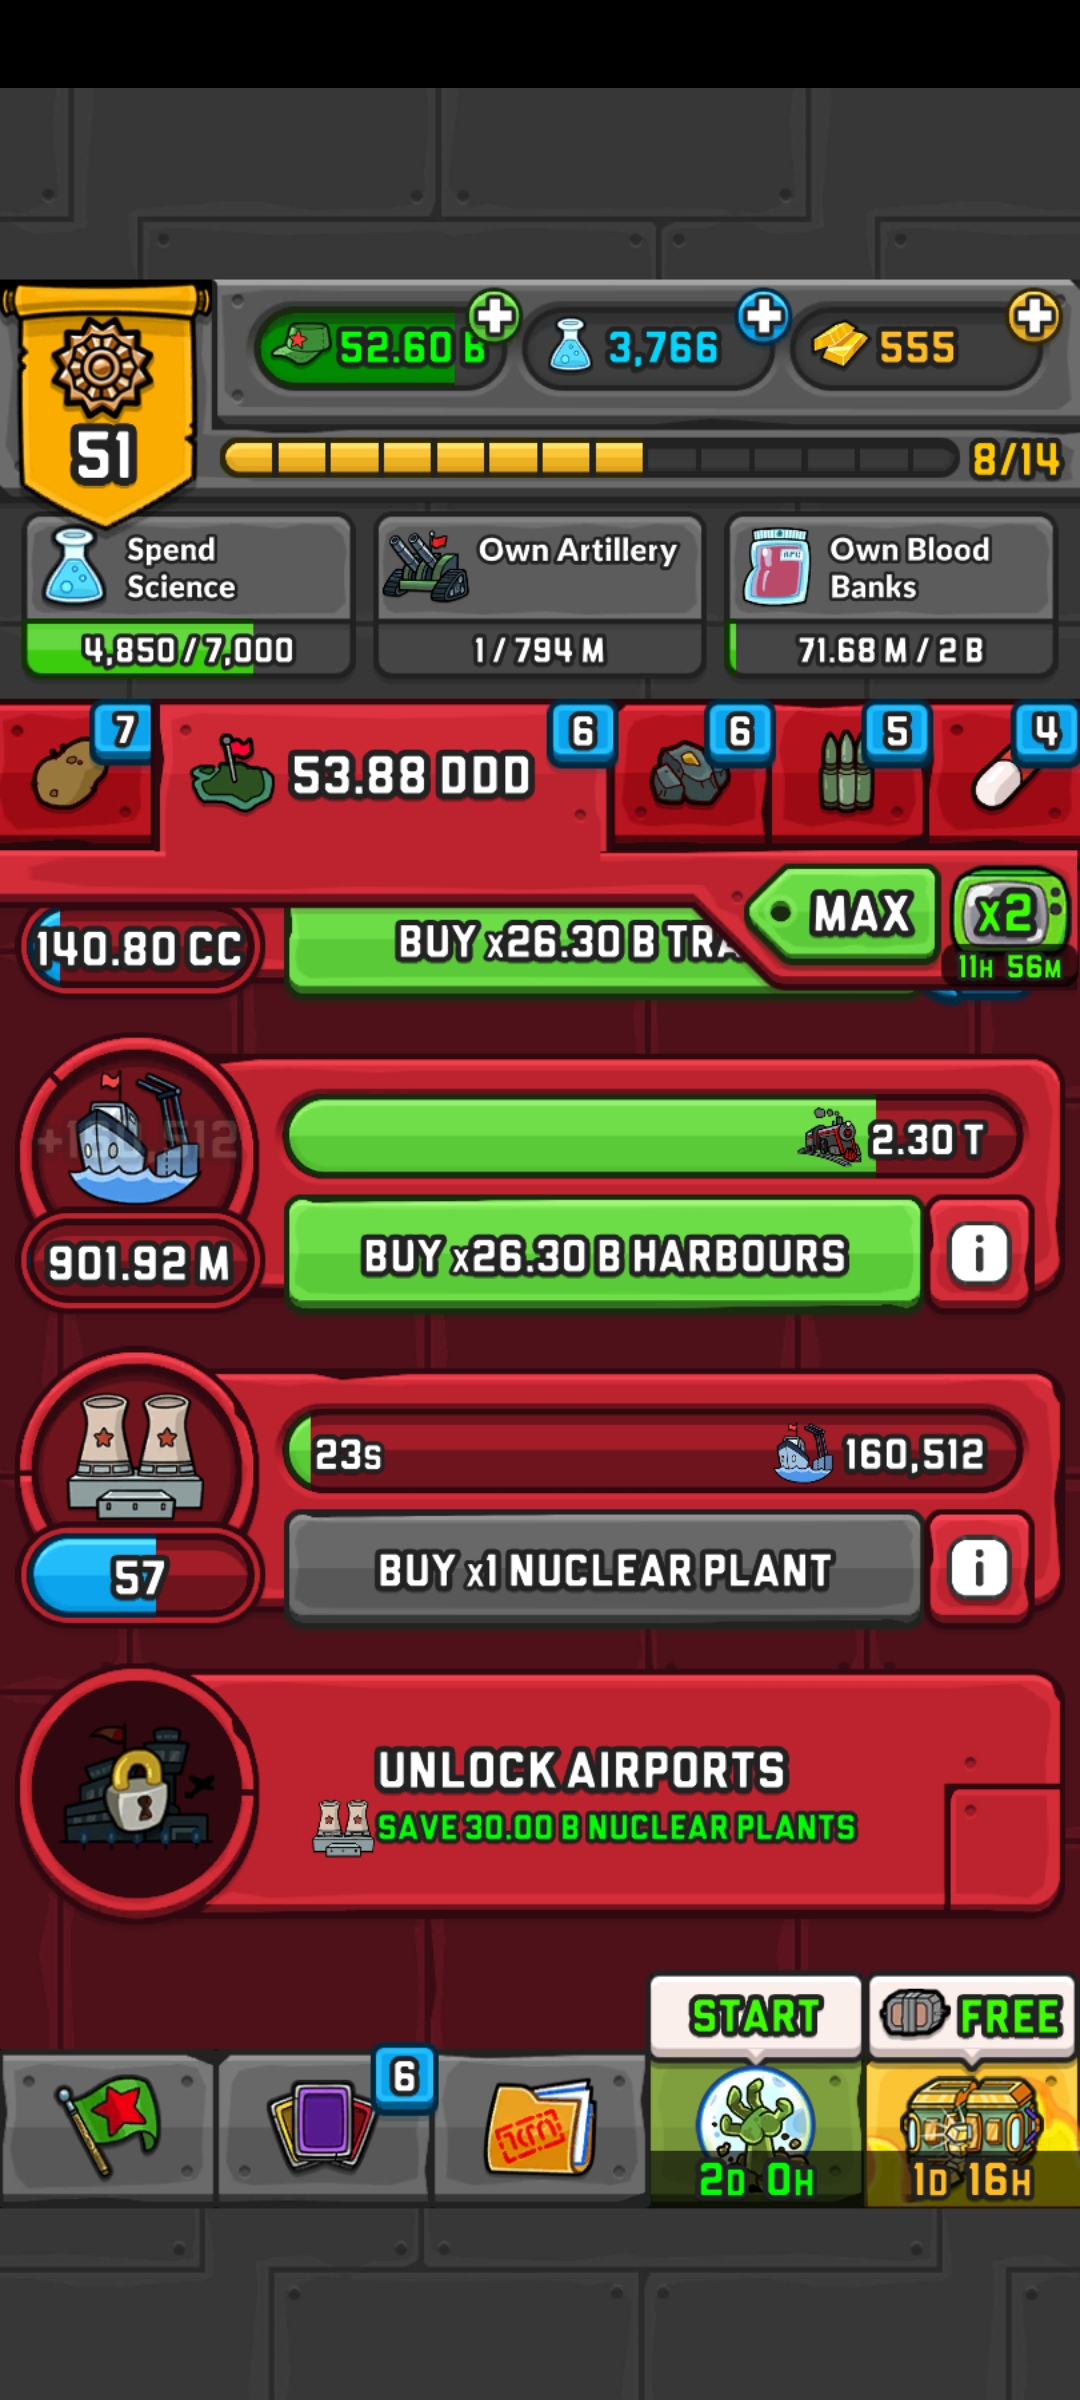 52.60 B
3,766
555
51
8/14
Spend
Science
Own Artillery
Own Blood
Banks
4,850/7,000
1/794 M
71.68 M/2 B
7
53.88 DDD
6
6
5
4
MAX
x2
11H 56M
140.80 CC
BUY x26.30 B TRA
2.30 T
901.92 M
BUY x26.30 B HARBOURS
i
23s
160,512
57
BUY x1 NUCLEAR PLANT
i
UNLOCK AIRPORTS
SAVE 30.00 B NUCLEAR PLANTS
START
FREE
6
2D 0H
1D 16H